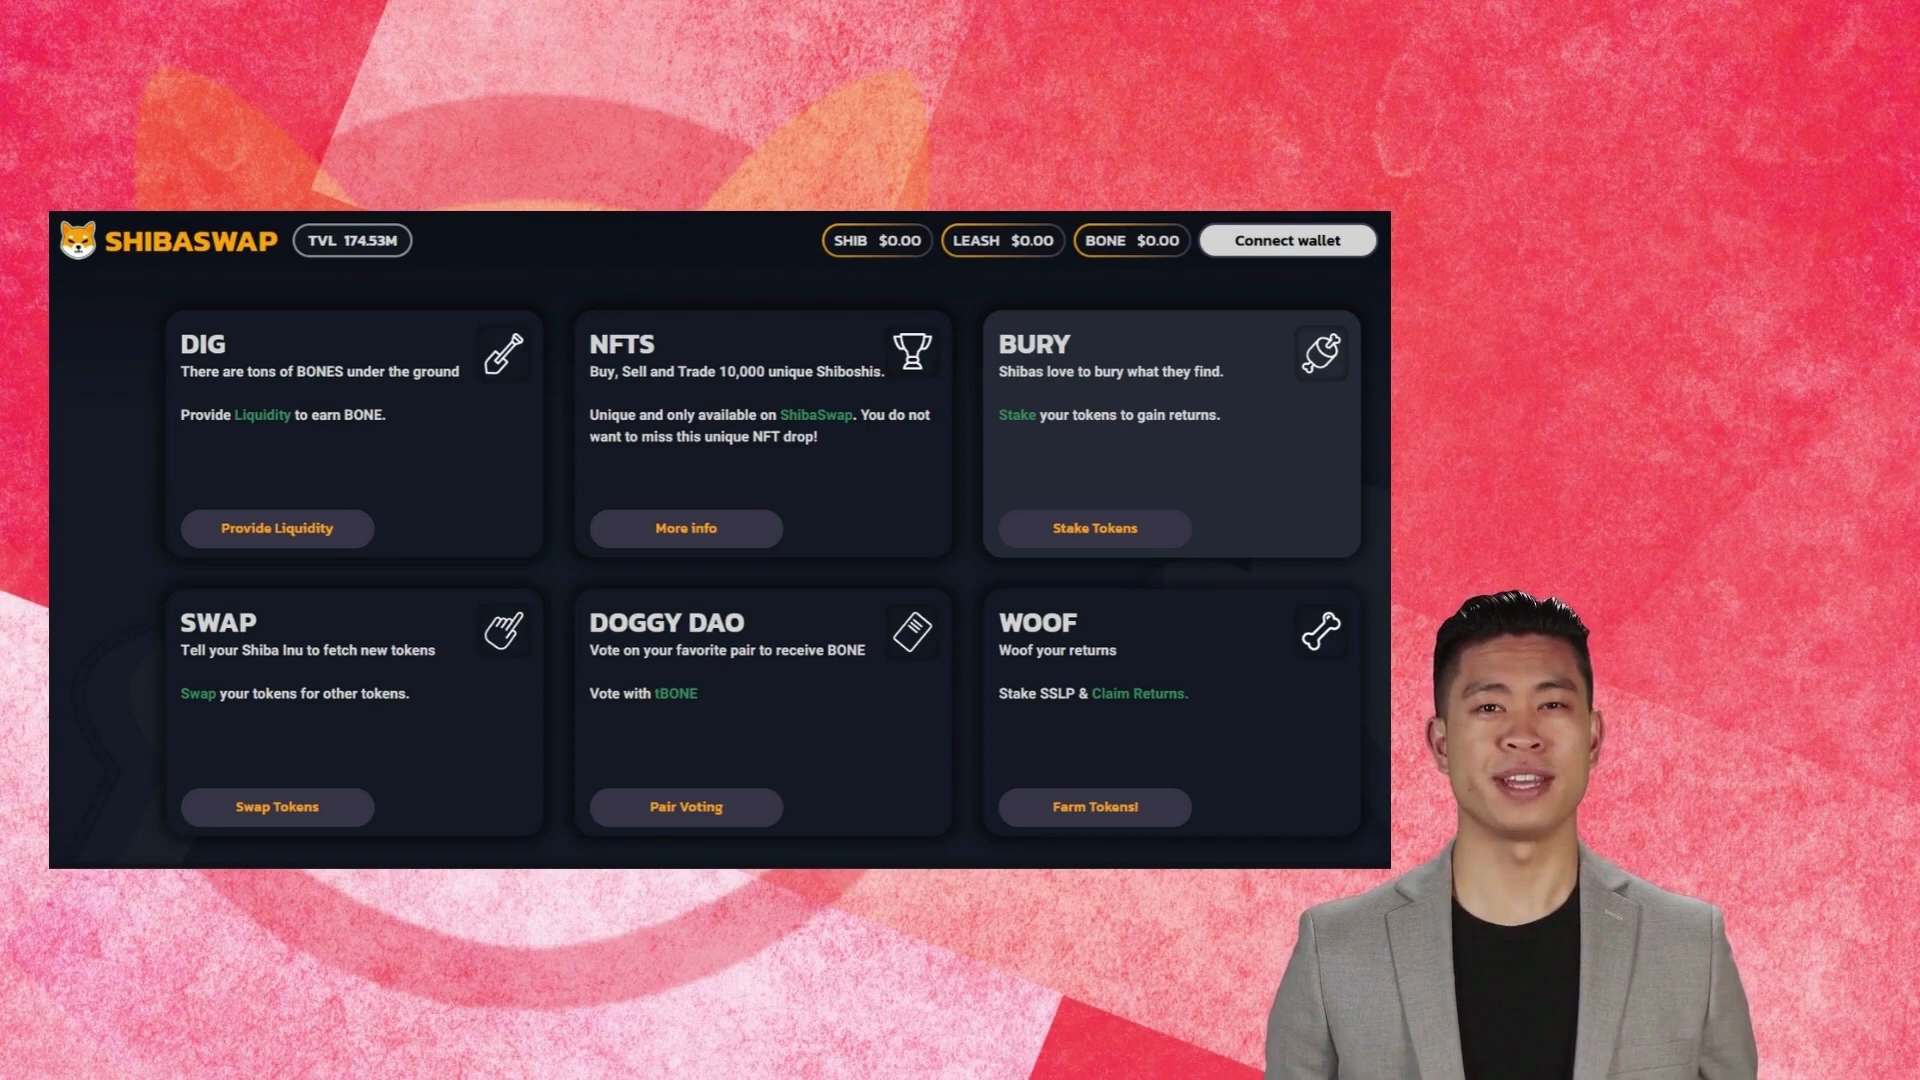 SHIBASWAP
TVL 174.53M
SHIB $0.00
LEASH $0.00
BONE $0.00
Connect wallet
DIG
There are tons of BONES under the ground
Provide Liquidity to earn BONE.
Provide Liquidity
NFTS
Buy, Sell and Trade 10,000 unique Shiboshis.
Unique and only available on ShibaSwap. You do not
want to miss this unique NFT drop!
More info
BURY
Shibas love to bury what they find.
Stake your tokens to gain returns.
Stake Tokens
SWAP
Tell your Shiba Inu to fetch new tokens
Swap your tokens for other tokens.
Swap Tokens
DOGGY DAO
Vote on your favorite pair to receive BONE
Vote with tBONE
Pair Voting
WOOF
Woof your returns
Stake SSLP & Claim Returns.
Farm Tokens!